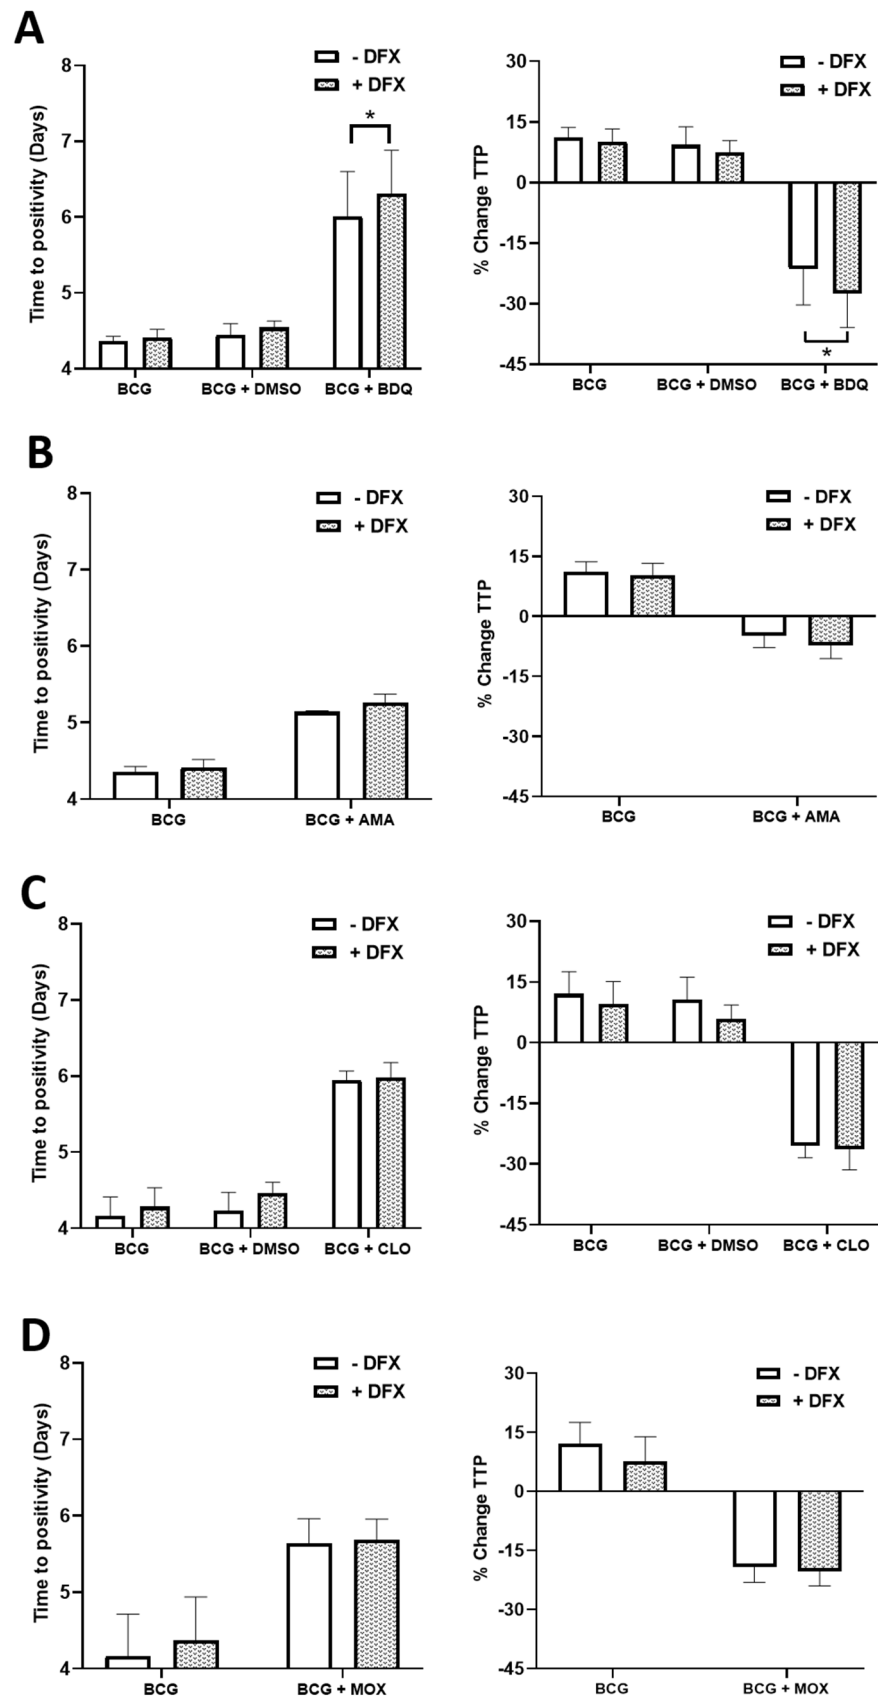 A
- DFX
+ DFX
Time to positivity (Days)
8
7
6
5
4
*
BCG
BCG + DMSO
BCG + BDQ
- DFX
+ DFX
% Change TTP
30
15
0
-15
-30
-45
*
BCG
BCG + DMSO
BCG + BDQ
B
- DFX
+ DFX
Time to positivity (Days)
8
7
6
5
4
BCG
BCG + AMA
- DFX
+ DFX
% Change TTP
30
15
0
-15
-30
-45
BCG
BCG + AMA
C
- DFX
+ DFX
Time to positivity (Days)
8
7
6
5
4
BCG
BCG + DMSO
BCG + CLO
- DFX
+ DFX
% Change TTP
30
15
0
-15
-30
-45
BCG
BCG + DMSO
BCG + CLO
D
- DFX
+ DFX
Time to positivity (Days)
8
7
6
5
4
BCG
BCG + MOX
- DFX
+ DFX
% Change TTP
30
15
0
-15
-30
-45
BCG
BCG + MOX